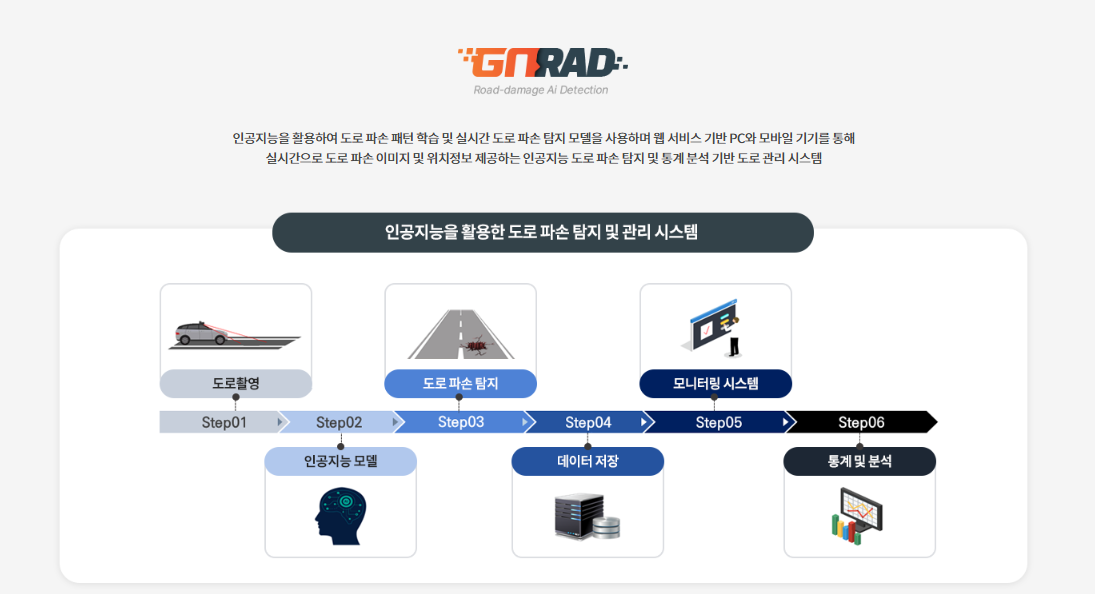 GNRAD
Road-damage Ai Detection
인공지능을 활용하여 도로 파손 패턴 학습 및 실시간 도로 파손 탐지 모델을 사용하며 웹 서비스 기반 PC와 모바일 기기를 통해
실시간으로 도로 파손 이미지 및 위치정보 제공하는 인공지능 도로 파손 탐지 및 통계 분석 기반 도로 관리 시스템
인공지능을 활용한 도로 파손 탐지 및 관리 시스템
도로촬영
도로 파손 탐지
모니터링 시스템
Step01
Step02
Step03
Step04
Step05
Step06
인공지능 모델
데이터 저장
통계 및 분석